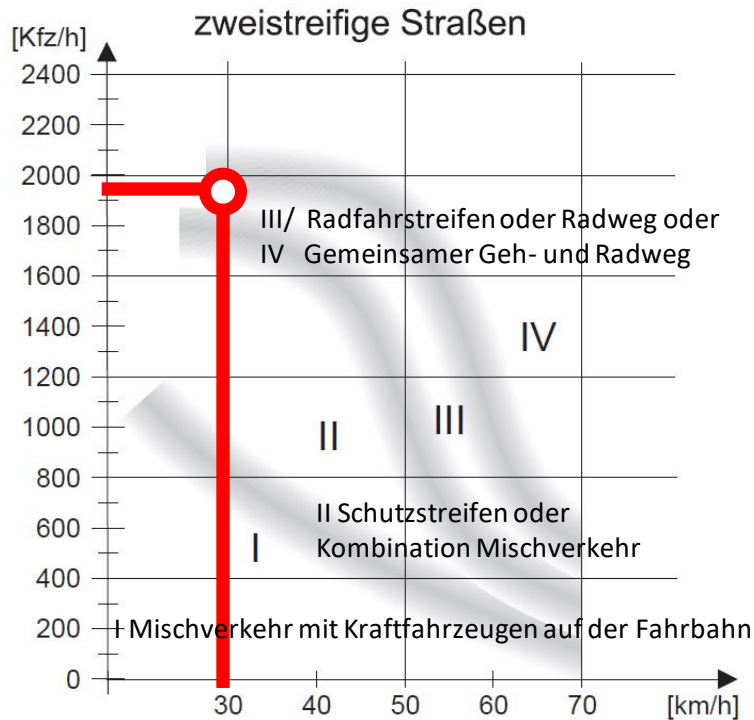 zweistreifige Straßen
[Kfz/h]
2400
2200
2000
1800
1600
1400
1200
1000
800
600
400
200
0
III/ Radfahrstreifen oder Radweg oder
IV Gemeinsamer Geh- und Radweg
IV
III
II
II Schutzstreifen oder
Kombination Mischverkehr
I
I Mischverkehr mit Kraftfahrzeugen auf der Fahrbahn
30 40 50 60 70 [km/h]